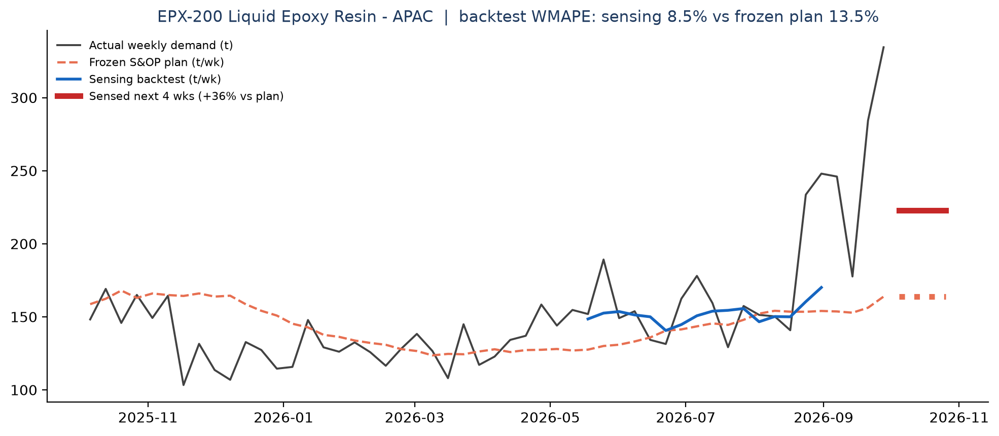 EPX-200 Liquid Epoxy Resin - APAC | backtest WMAPE: sensing 8.5% vs frozen plan 13.5%
Actual weekly demand (t)
Frozen S&OP plan (t/wk)
Sensing backtest (t/wk)
Sensed next 4 wks (+36% vs plan)
300
250
200
150
100
2025-11
2026-01
2026-03
2026-05
2026-07
2026-09
2026-11